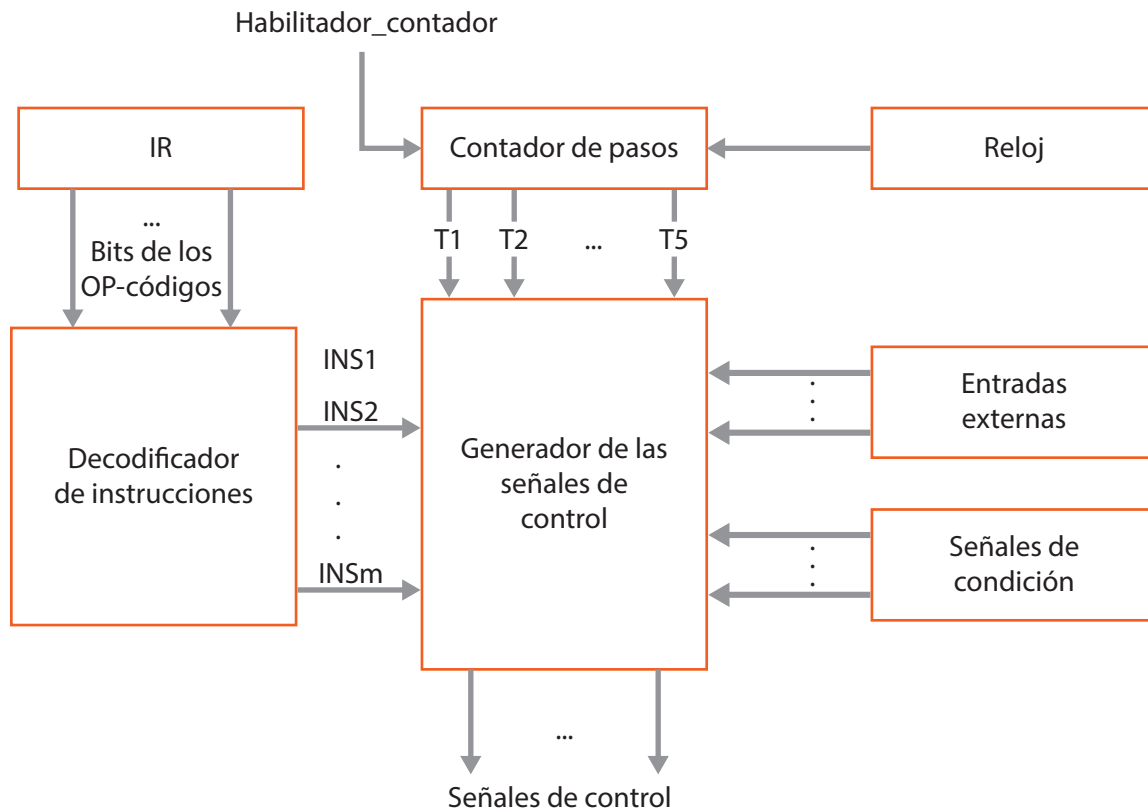 Habilitador_contador
IR
Contador de pasos
Reloj
...
Bits de los
OP-códigos
T1
T2
...
T5
Decodificador
de instrucciones
INS1
INS2
.
.
.
INSm
Generador de las
señales de
control
.
.
.
Entradas
externas
.
.
.
Señales de
condición
...
Señales de control